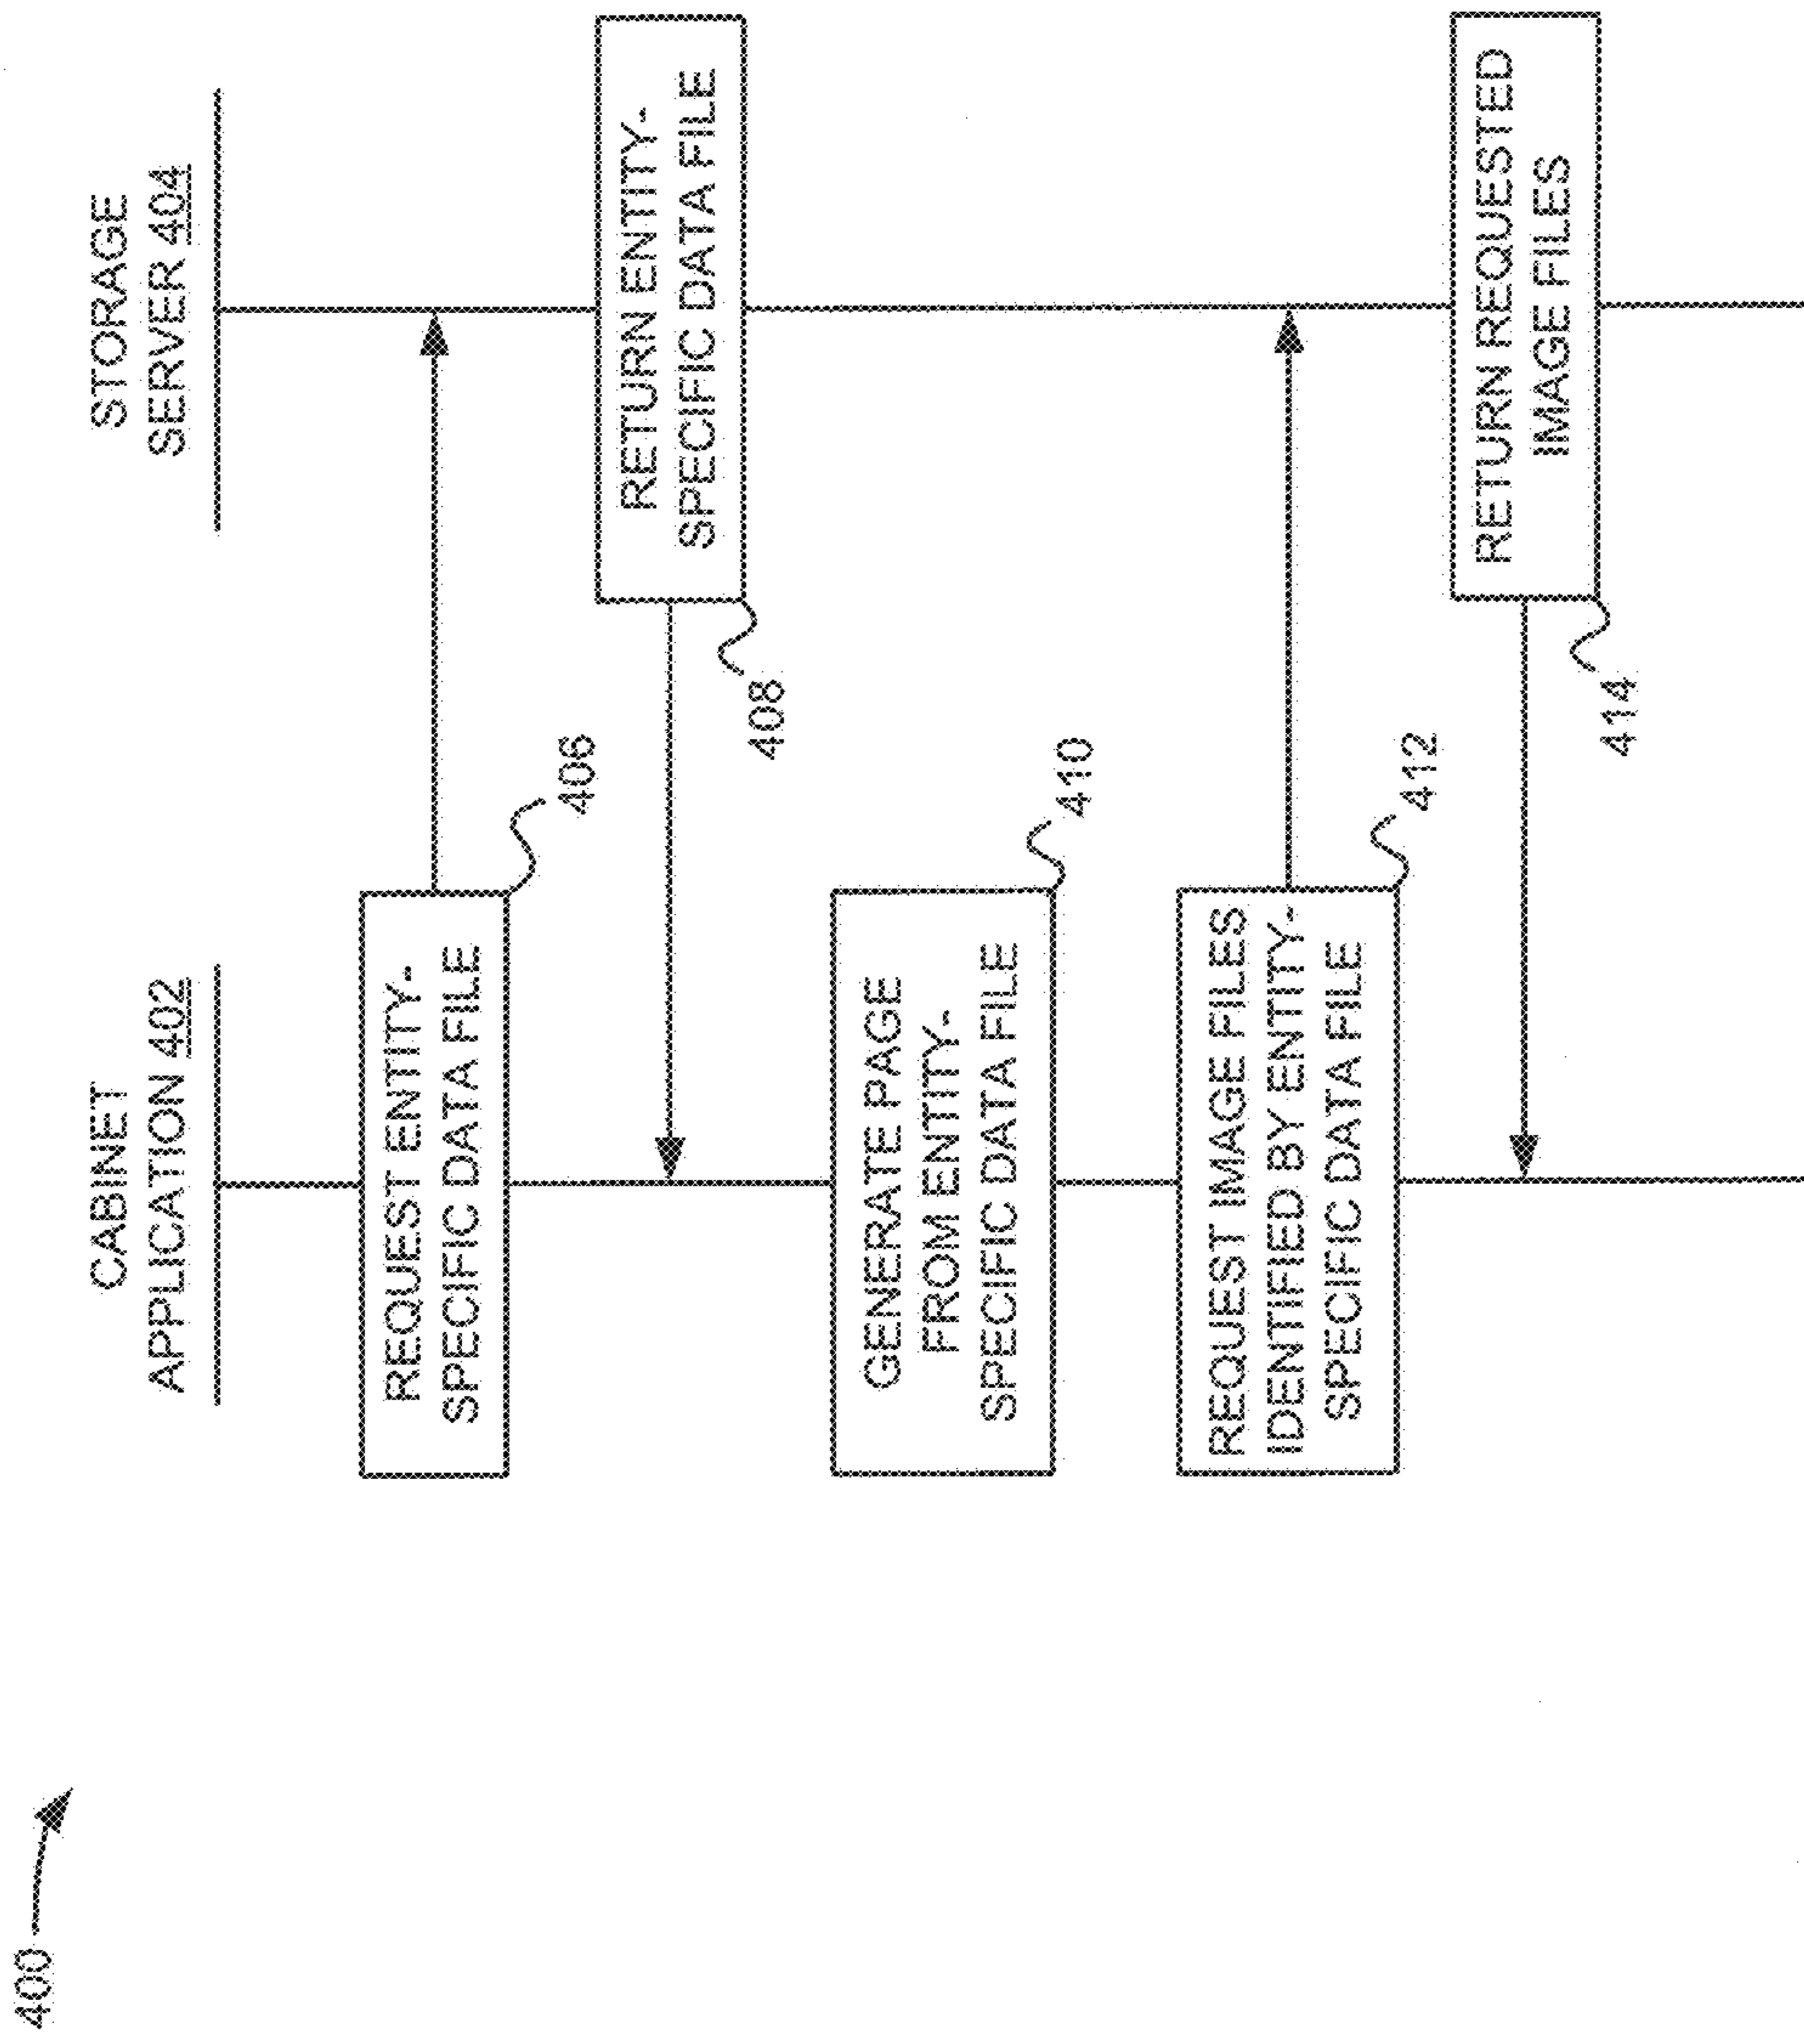 400
CABINET
APPLICATION 402
STORAGE
SERVER 404
REQUEST ENTITY-
SPECIFIC DATA FILE
406
RETURN ENTITY-
SPECIFIC DATA FILE
408
GENERATE PAGE
FROM ENTITY-
SPECIFIC DATA FILE
410
REQUEST IMAGE FILES
IDENTIFIED BY ENTITY-
SPECIFIC DATA FILE
412
RETURN REQUESTED
IMAGE FILES
414